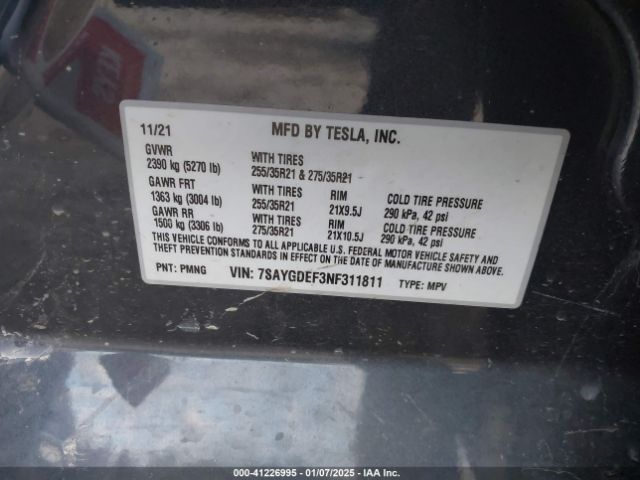 11/21 MFD BY TESLA, INC.
GVWR
2390 kg (5270 lb) WITH TIRES
255/35R21 & 275/35R21
GAWR FRT
1363 kg (3004 lb) WITH TIRES RIM COLD TIRE PRESSURE
255/35R21 21X9.5J 290 kPa, 42 psi
GAWR RR
1500 kg (3306 lb) WITH TIRES RIM COLD TIRE PRESSURE
275/35R21 21X10.5J 290 kPa, 42 psi
THIS VEHICLE CONFORMS TO ALL APPLICABLE U.S. FEDERAL MOTOR VEHICLE SAFETY AND
THEFT PREVENTION STANDARDS IN EFFECT ON THE DATE OF MANUFACTURE SHOWN ABOVE.
PNT: PMNG VIN: 7SAYGDEF3NF311811 TYPE: MPV
000-41226995 - 01/07/2025 - IAA Inc.